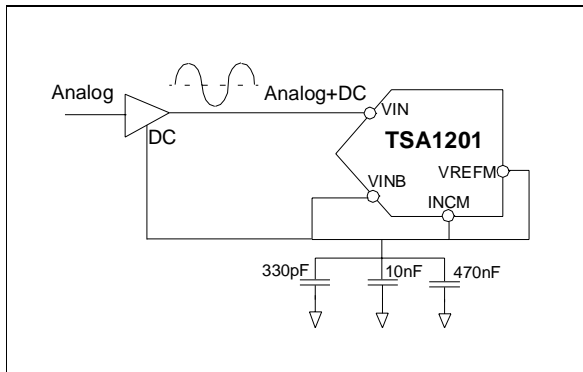 Analog
Analog+DC
DC
VIN
TSA1201
VREFM
VINB
INCM
330pF
10nF
470nF